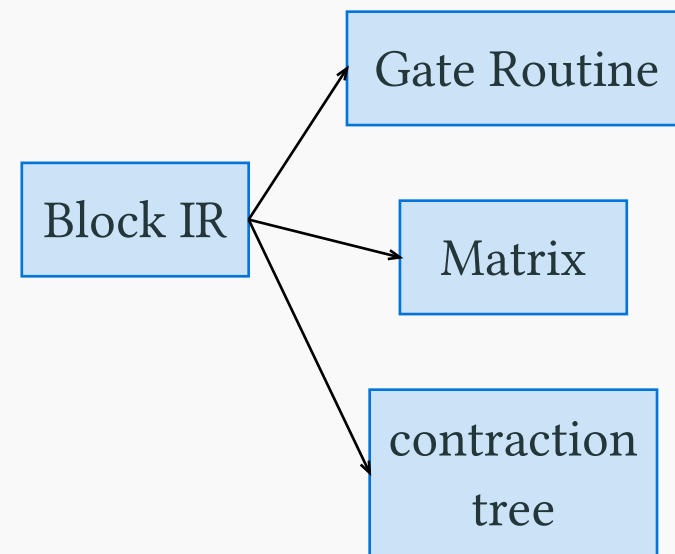 Gate Routine
Block IR
Matrix
contraction
tree